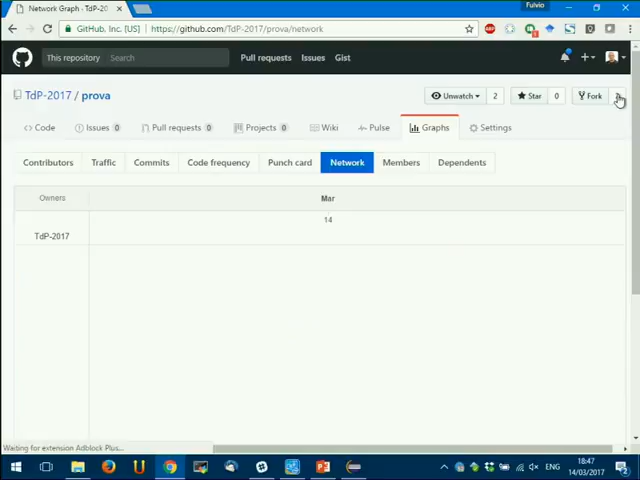 Fulvio
Network Graph · TdP-20
GitHub, Inc. [US] https://github.com/TdP-2017/prova/network
This repository Search Pull requests Issues Gist
TdP-2017 / prova Unwatch 2 Star 0 Fork
Code Issues 0 Pull requests 0 Projects 0 Wiki Pulse Graphs Settings
Contributors Traffic Commits Code frequency Punch card Network Members Dependents
Owners Mar
14
TdP-2017
Waiting for extension Adblock Plus...
ENG 18:47
14/03/2017